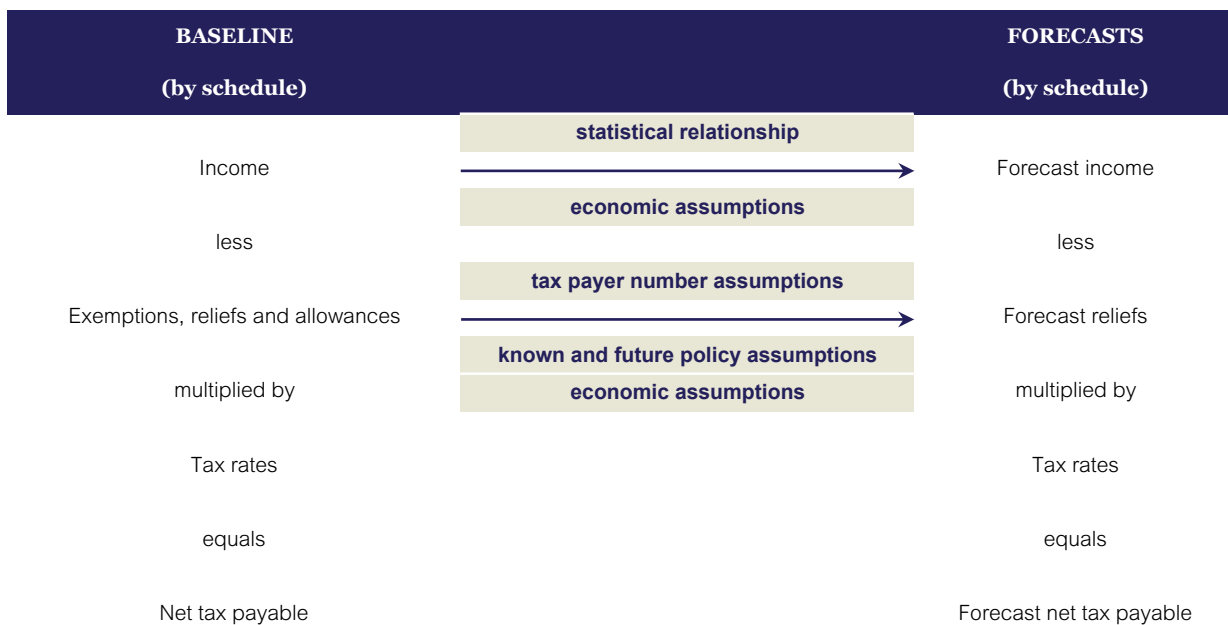 BASELINE
FORECASTS
(by schedule)
(by schedule)
statistical relationship
Income
Forecast income
economic assumptions
less
less
tax payer number assumptions
Exemptions, reliefs and allowances
Forecast reliefs
known and future policy assumptions
multiplied by
economic assumptions
multiplied by
Tax rates
Tax rates
equals
equals
Net tax payable
Forecast net tax payable